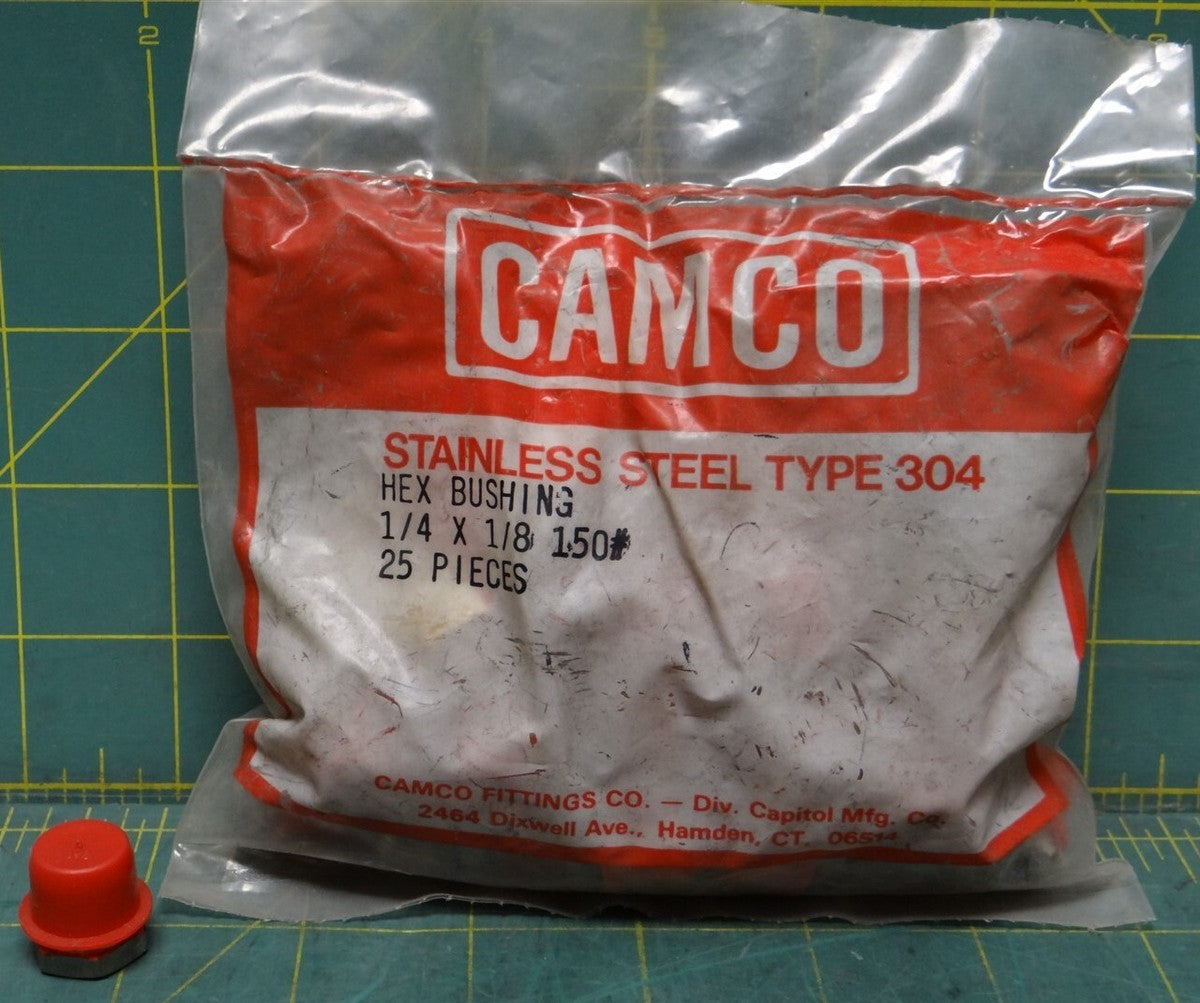 2
CAMCO
STAINLESS STEEL TYPE 304
HEX BUSHING
1/4 X 1/8 150#
25 PIECES
CAMCO FITTINGS CO. — Div. Capitol Mfg. Co.
2464 Dixwell Ave., Hamden, CT. 06514